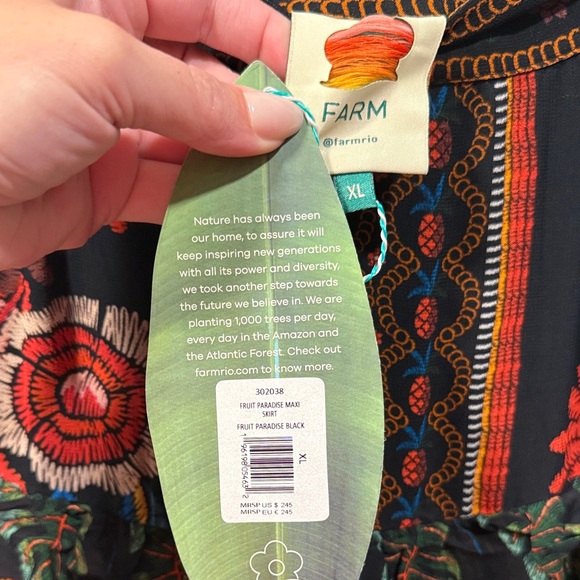 FARM
@farmrio
XL
Nature has always been
our home, to assure it will
keep inspiring new generations
with all its power and diversity,
we took another step towards
the future we believe in. We are
planting 1,000 trees per day,
every day in the Amazon and
the Atlantic Forest. Check out
farmrio.com to know more.
302038
FRUIT PARADISE MAXI
SKIRT
FRUIT PARADISE BLACK
XL
MRSP US $ 245
MRSP EU € 245